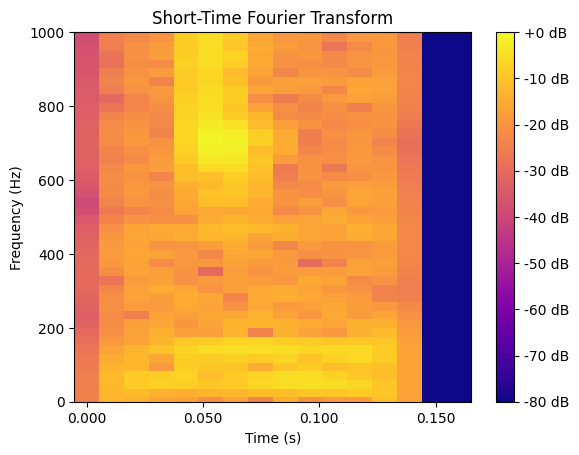 Short-Time Fourier Transform
1000
800
600
400
200
0
Frequency (Hz)
0.000
0.050
0.100
0.150
Time (s)
+0 dB
-10 dB
-20 dB
-30 dB
-40 dB
-50 dB
-60 dB
-70 dB
-80 dB